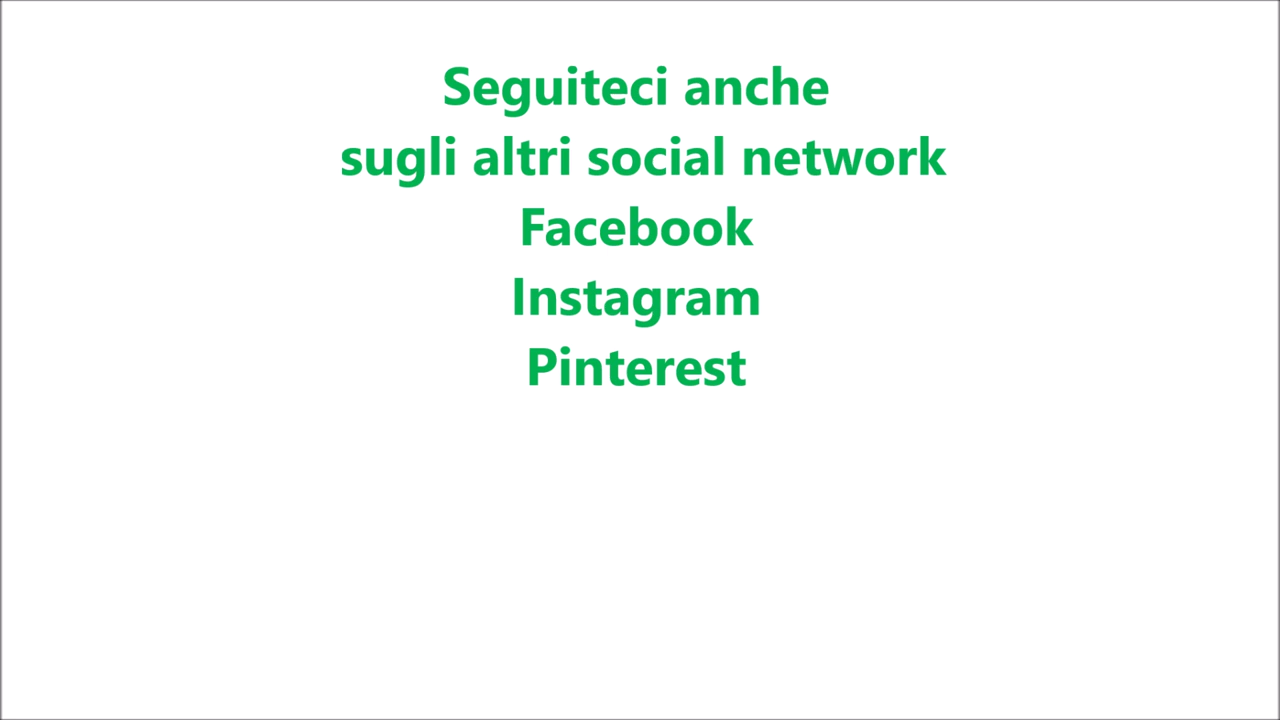 Seguiteci anche
sugli altri social network
Facebook
Instagram
Pinterest